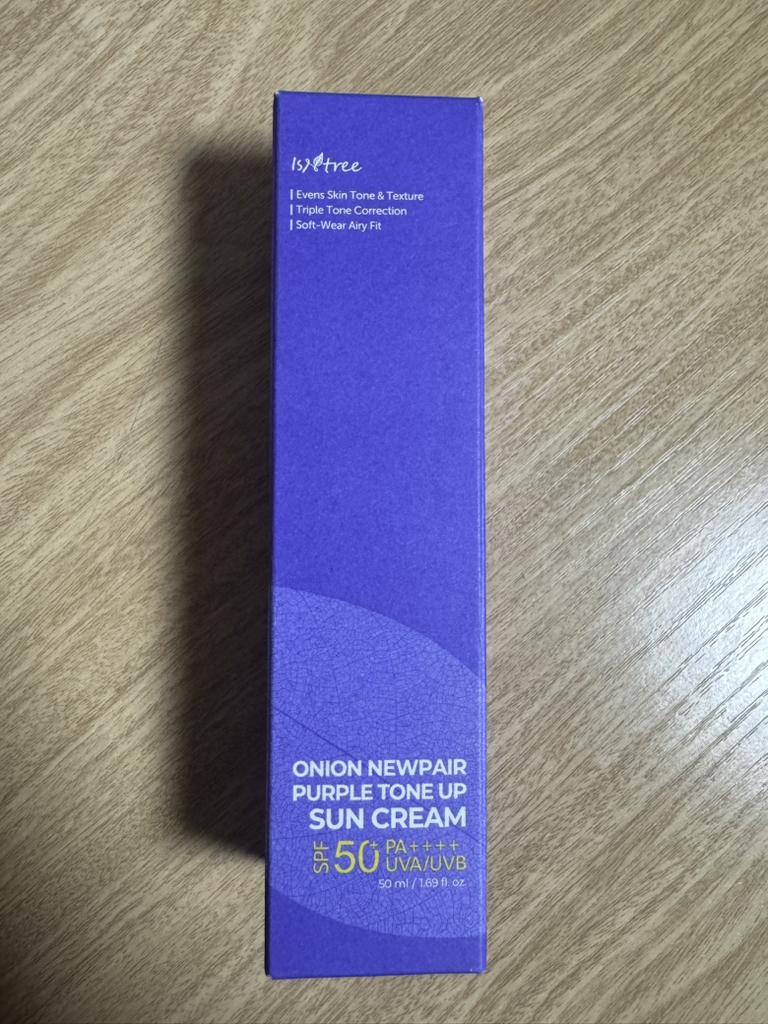 Isntree
Evens Skin Tone & Texture
Triple Tone Correction
Soft-Wear Airy Fit
ONION NEWPAIR
PURPLE TONE UP
SUN CREAM
SPF 50+ PA++++
UVA/UVB
50 ml / 1.69 fl. oz.